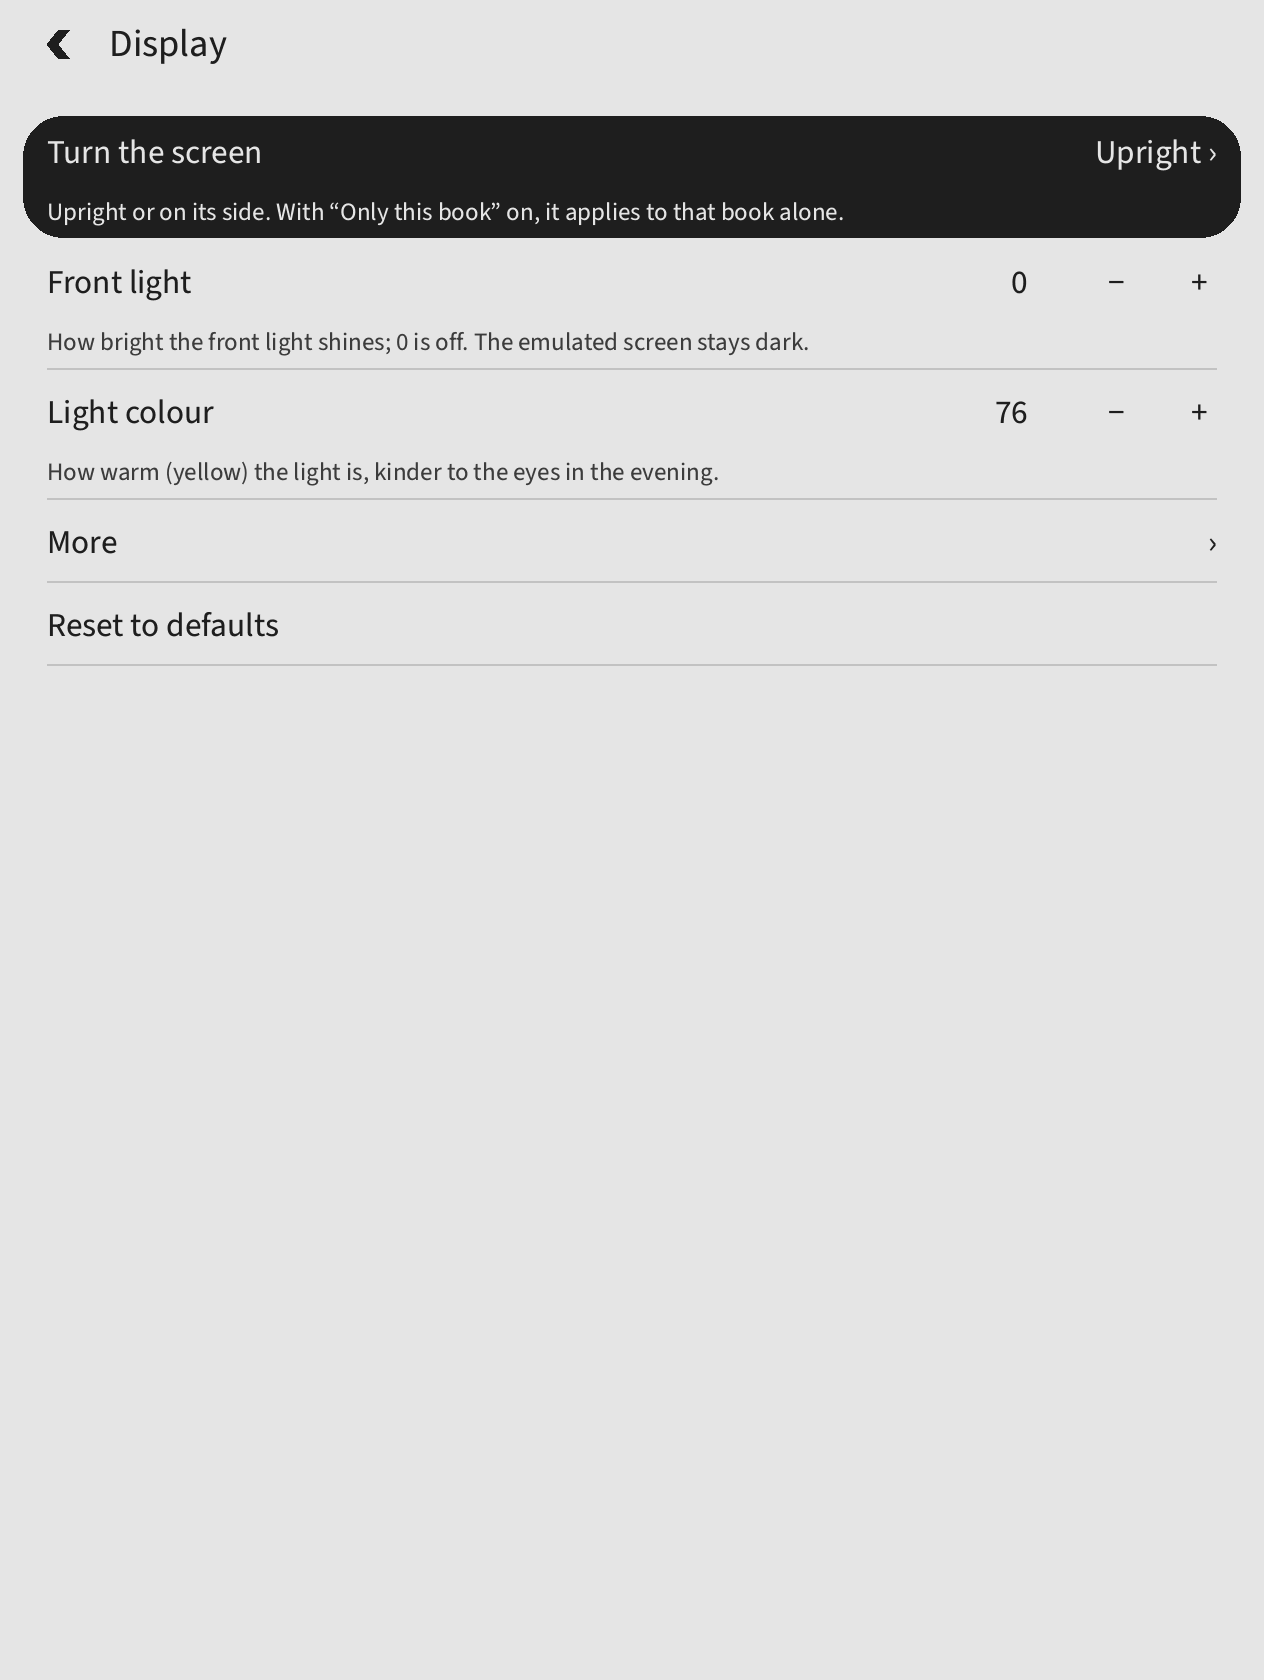 Display
Turn the screen Upright ›
Upright or on its side. With “Only this book” on, it applies to that book alone.
Front light 0 − +
How bright the front light shines; 0 is off. The emulated screen stays dark.
Light colour 76 − +
How warm (yellow) the light is, kinder to the eyes in the evening.
More ›
Reset to defaults